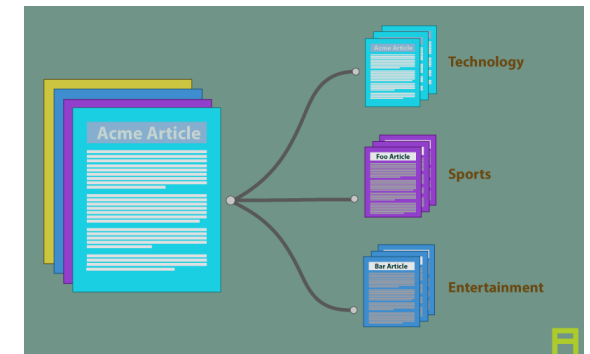 Acme Article
Acme Article
Technology
Foo Article
Sports
Bar Article
Entertainment